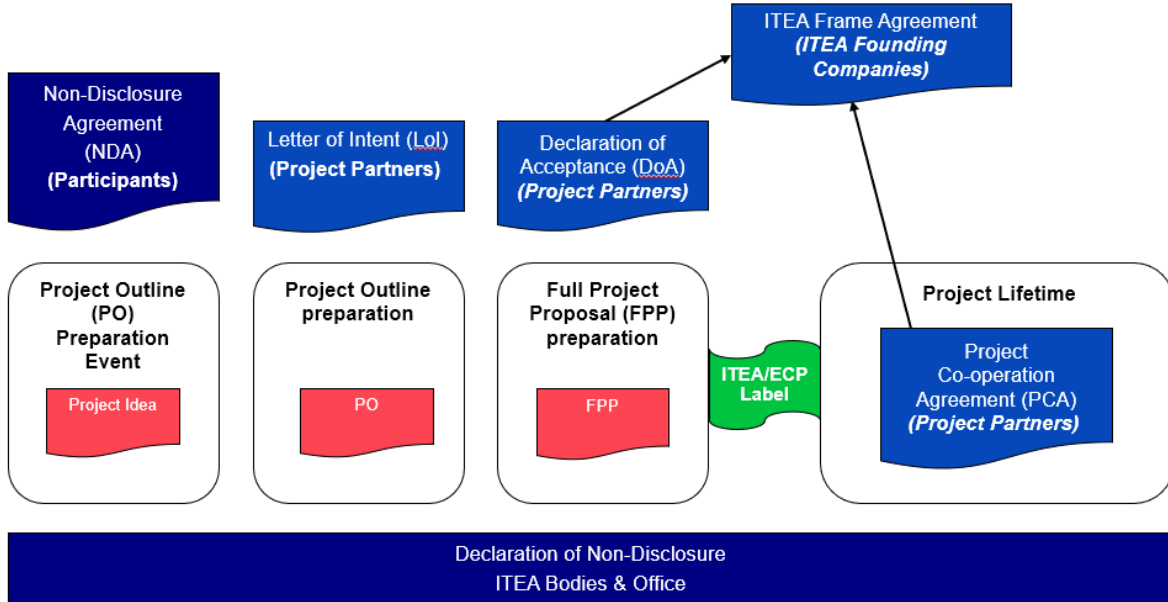 ITEA Frame Agreement
(ITEA Founding
Companies)
Non-Disclosure
Agreement
(NDA)
(Participants)
Letter of Intent (LoI)
(Project Partners)
Declaration of
Acceptance (DoA)
(Project Partners)
Project Outline
(PO)
Preparation
Event
Project Idea
Project Outline
preparation
PO
Full Project
Proposal (FPP)
preparation
FPP
ITEA/ECP
Label
Project Lifetime
Project
Co-operation
Agreement (PCA)
(Project Partners)
Declaration of Non-Disclosure
ITEA Bodies & Office